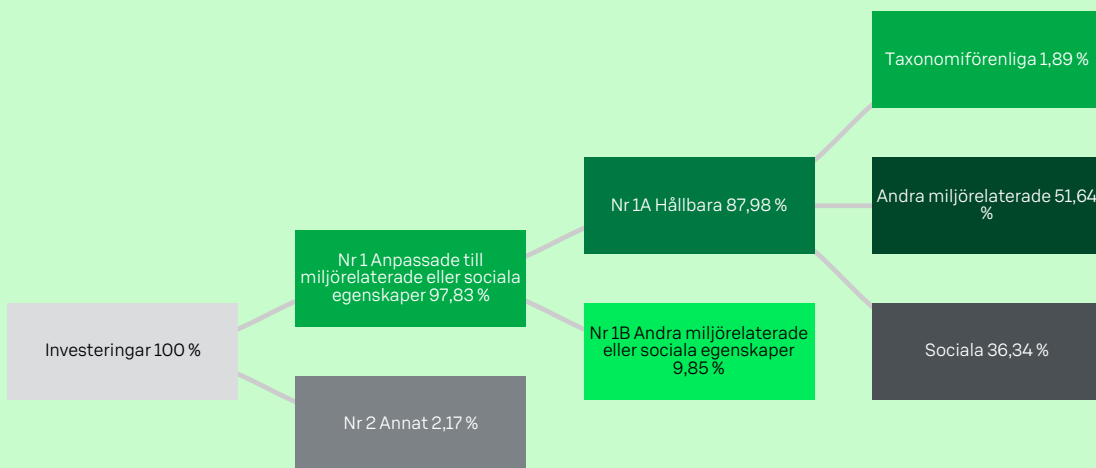 Investeringar 100 %
Nr 1 Anpassade till
miljörelaterade eller sociala
egenskaper 97,83 %
Nr 2 Annat 2,17 %
Nr 1A Hållbara 87,98 %
Nr 1B Andra miljörelaterade
eller sociala egenskaper
9,85 %
Taxonomiförenliga 1,89 %
Andra miljörelaterade 51,64
%
Sociala 36,34 %